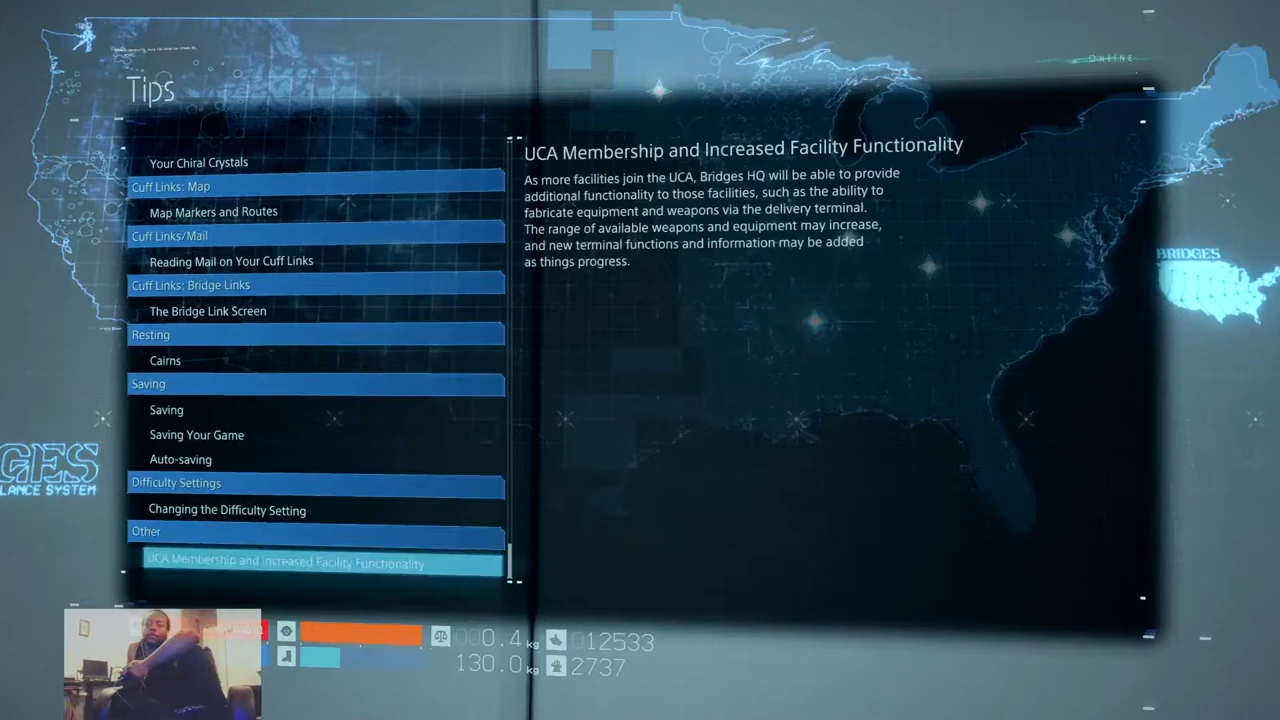 ONLINE
Tips
Your Chiral Crystals
Cuff Links: Map
Map Markers and Routes
Cuff Links/Mail
Reading Mail on Your Cuff Links
Cuff Links: Bridge Links
The Bridge Link Screen
Resting
Cairns
Saving
Saving
Saving Your Game
Auto-saving
Difficulty Settings
Changing the Difficulty Setting
Other
UCA Membership and Increased Facility Functionality
UCA Membership and Increased Facility Functionality
As more facilities join the UCA, Bridges HQ will be able to provide
additional functionality to those facilities, such as the ability to
fabricate equipment and weapons via the delivery terminal.
The range of available weapons and equipment may increase,
and new terminal functions and information may be added
as things progress.
BRIDGES
GES
LANCE SYSTEM
000.4 kg
130.0 kg
012533
2737